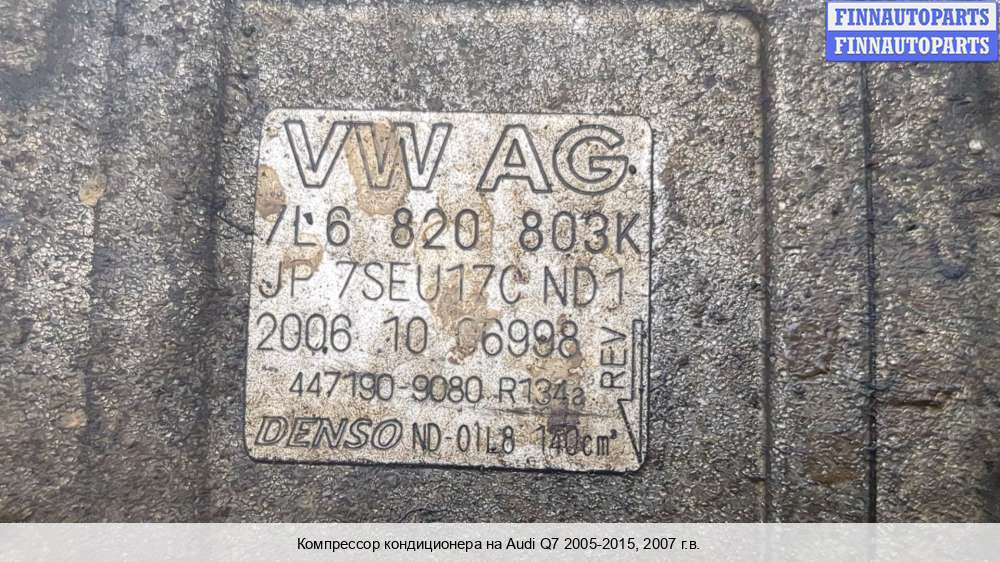 FINNAUTOPARTS
FINNAUTOPARTS
VW AG
7L6 820 803K
JP 7SEU17C ND1
2006 10 6998
REV
447190-9080 R134a
DENSO ND-01L8 140cm³
Компрессор кондиционера на Audi Q7 2005-2015, 2007 г.в.